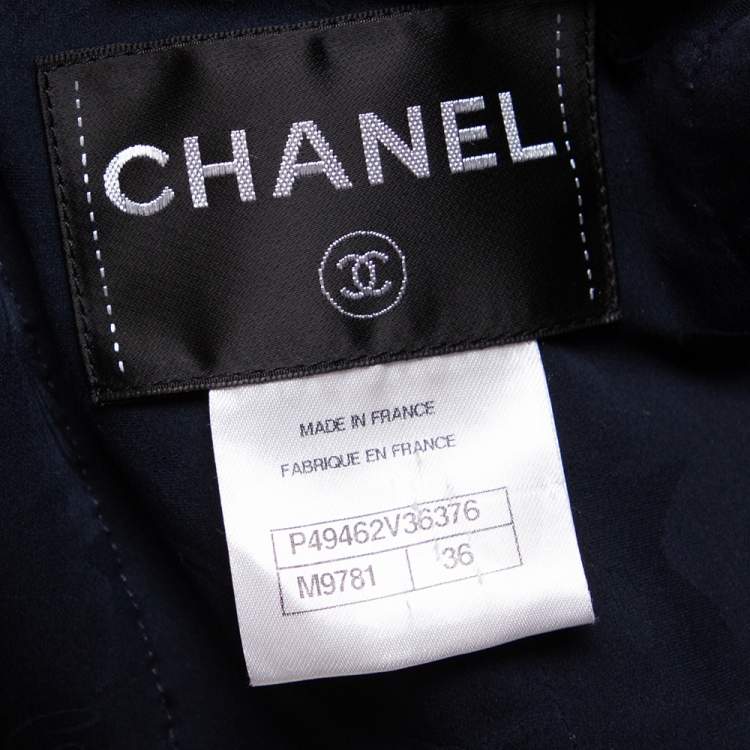 CHANEL
MADE IN FRANCE
FABRIQUE EN FRANCE
P49462V36376
M9781 36